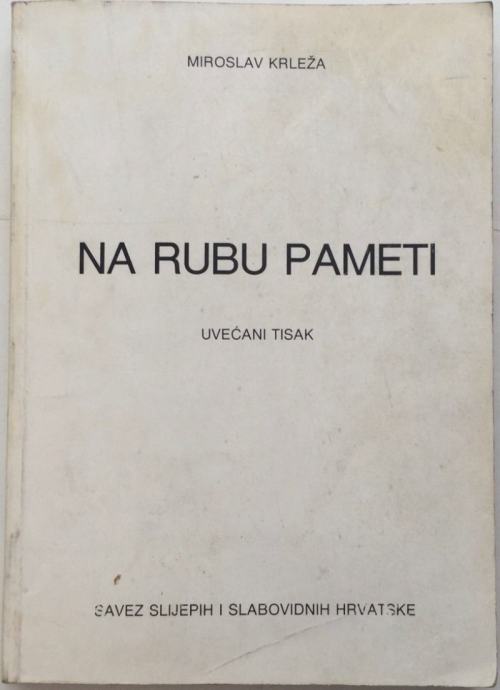 MIROSLAV KRLEŽA
NA RUBU PAMETI
UVEĆANI TISAK
SAVEZ SLIJEPIH I SLABOVIDNIH HRVATSKE